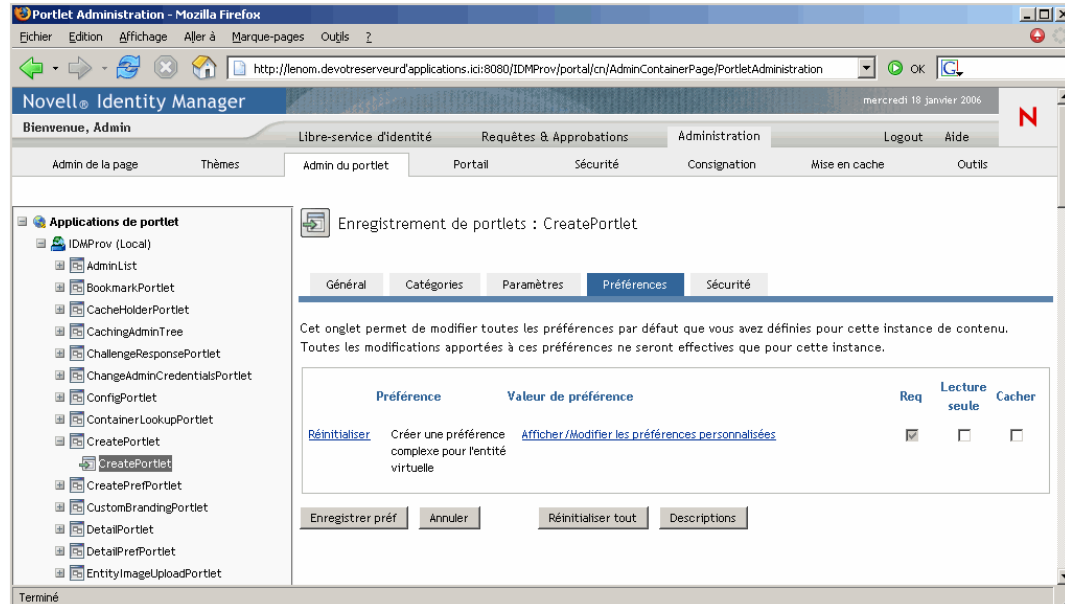 Portlet Administration - Mozilla Firefox
Fichier Edition Affichage Aller à Marque-pages Outils ?
http://lenom.devotreserveurd'applications.ici:8080/IDMProv/portal/cn/AdminContainerPage/PortletAdministration OK G
Novell® Identity Manager
mercredi 18 janvier 2006
N
Bienvenue, Admin
Libre-service d'identité Requêtes & Approbations Administration Logout Aide
Admin de la page Thèmes Admin du portlet Portail Sécurité Consignation Mise en cache Outils
Applications de portlet
IDMProv (Local)
AdminList
BookmarkPortlet
CacheHolderPortlet
CachingAdminTree
ChallengeResponsePortlet
ChangeAdminCredentialsPortlet
ConfigPortlet
ContainerLookupPortlet
CreatePortlet
CreatePortlet
CreatePrefPortlet
CustomBrandingPortlet
DetailPortlet
DetailPrefPortlet
EntityImageUploadPortlet
Enregistrement de portlets : CreatePortlet
Général Catégories Paramètres Préférences Sécurité
Cet onglet permet de modifier toutes les préférences par défaut que vous avez définies pour cette instance de contenu.
Toutes les modifications apportées à ces préférences ne seront effectives que pour cette instance.
Préférence Valeur de préférence Req Lecture seule Cacher
Réinitialiser Créer une préférence complexe pour l'entité virtuelle Afficher/Modifier les préférences personnalisées
Enregistrer préf Annuler Réinitialiser tout Descriptions
Terminé